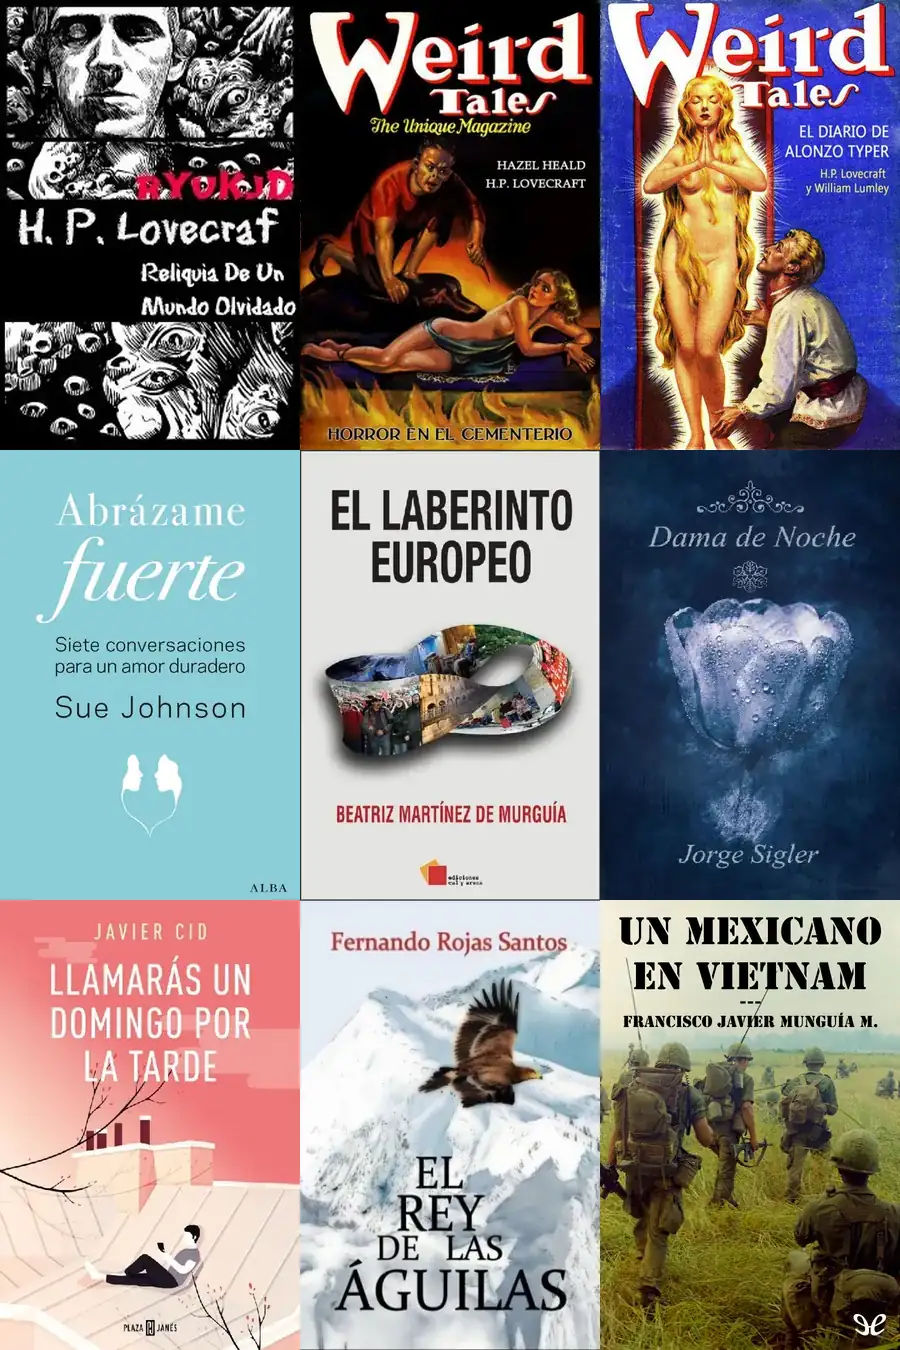 RYUKJD
H. P. Lovecraf
Reliquia De Un
Mundo Olvidado
Weird
Tales
The Unique Magazine
HAZEL HEALD
H.P. LOVECRAFT
HORROR EN EL CEMENTERIO
Weird
Tales
EL DIARIO DE
ALONZO TYPER
H.P. Lovecraft
y William Lumley
Abrázame
fuerte
Siete conversaciones
para un amor duradero
Sue Johnson
ALBA
EL LABERINTO
EUROPEO
BEATRIZ MARTÍNEZ DE MURGUÍA
ediciones
cal y arena
Dama de Noche
Jorge Sigler
JAVIER CID
LLAMARÁS UN
DOMINGO POR
LA TARDE
PLAZA JANÉS
Fernando Rojas Santos
EL
REY
DE LAS
ÁGUILAS
UN MEXICANO
EN VIETNAM
---
FRANCISCO JAVIER MUNGUÍA M.